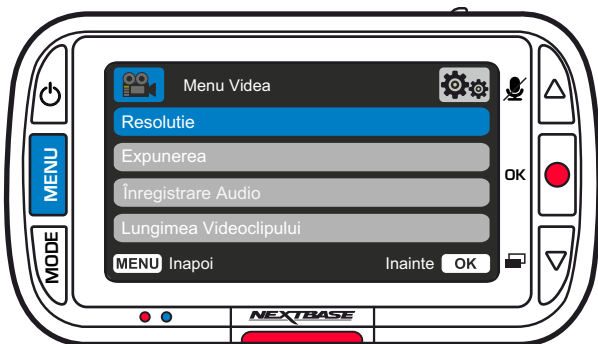 Menu Videa
Resolutie
Expunerea
Înregistrare Audio
Lungimea Videoclipului
MENU Inapoi Inainte OK
MENU
MODE
OK
NEXTBASE